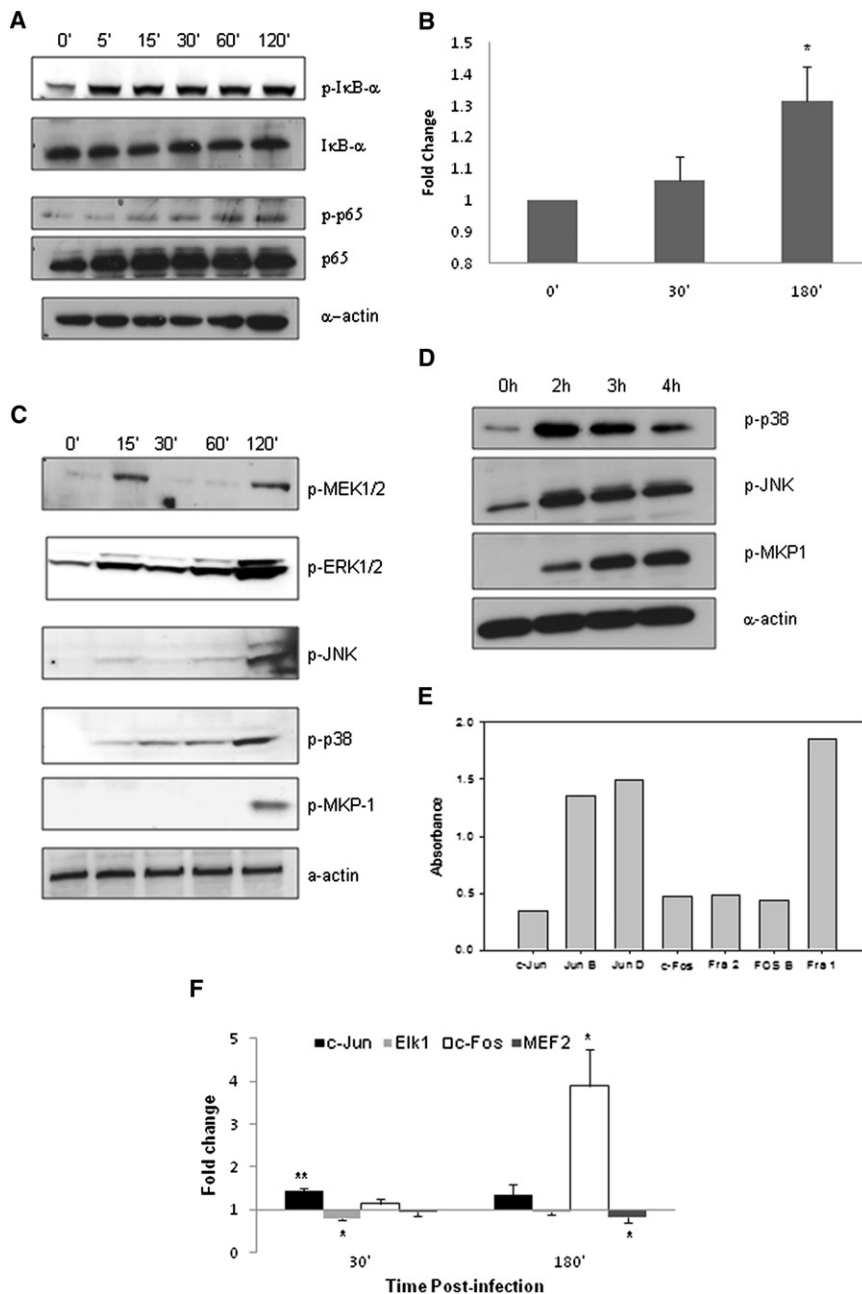 A
0' 5' 15' 30' 60' 120'
p-IκB-α
IκB-α
p-p65
p65
α-actin
B
Fold Change
1.5
1.4
1.3
1.2
1.1
1
0.9
0.8
*
0' 30' 180'
C
0' 15' 30' 60' 120'
p-MEK1/2
p-ERK1/2
p-JNK
p-p38
p-MKP-1
a-actin
D
0h 2h 3h 4h
p-p38
p-JNK
p-MKP1
α-actin
E
Absorbance
2.0
1.5
1.0
0.5
0.0
c-Jun Jun B Jun D c-Fos Fra 2 FOS B Fra 1
F
Fold change
5
4
3
2
1
0
c-Jun Elk1 c-Fos MEF2
** * * *
30' 180'
Time Post-infection